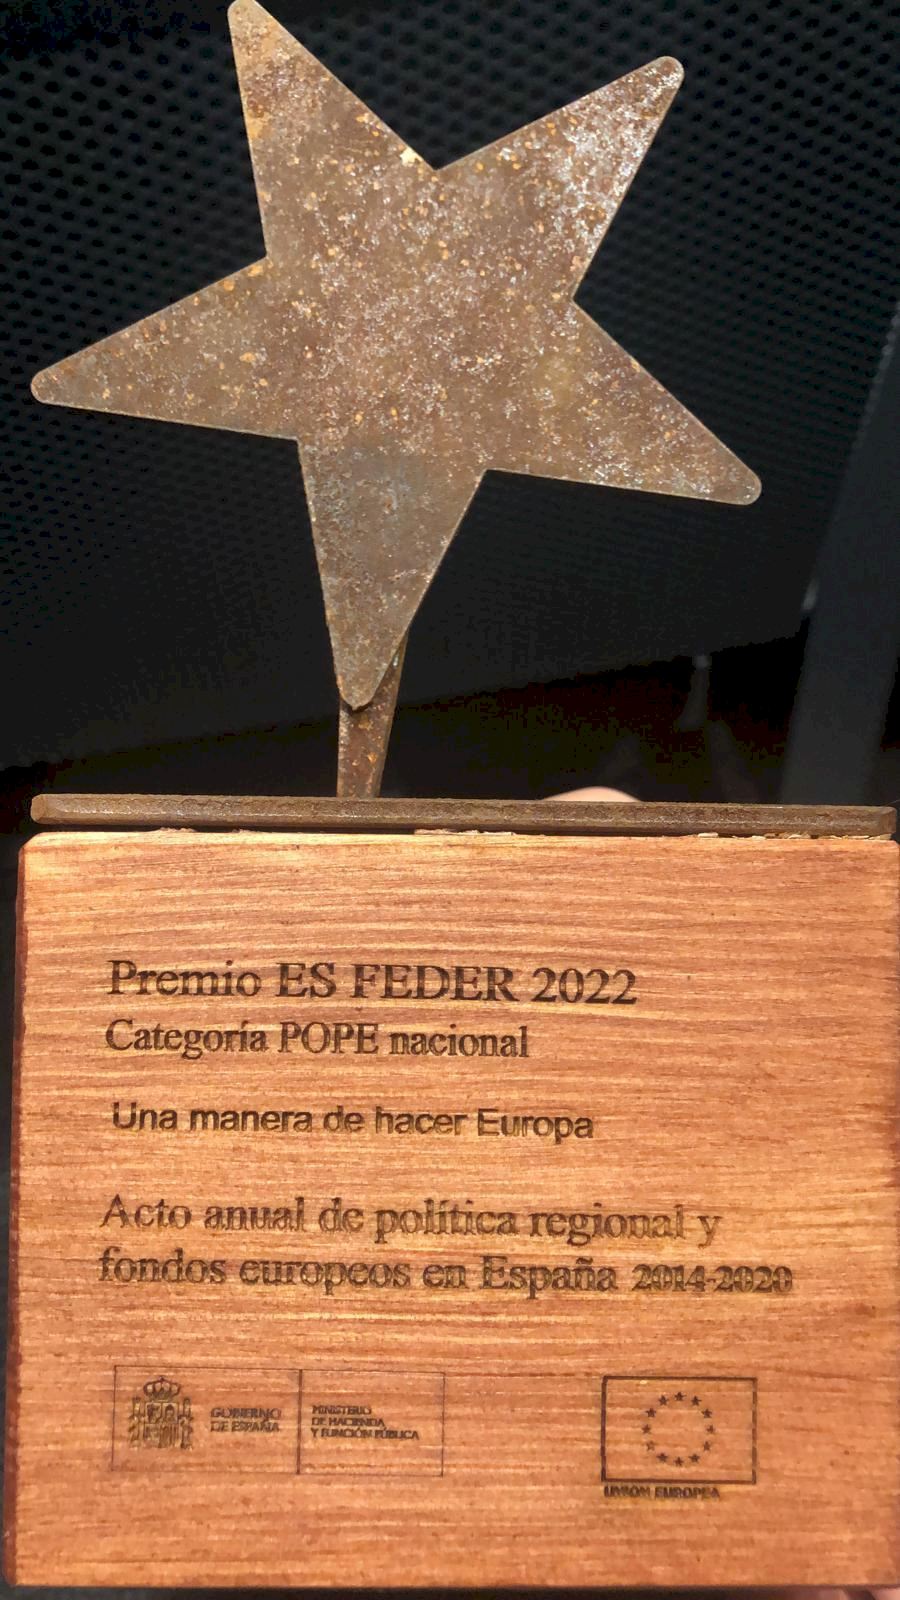 Premio ES FEDER 2022
Categoría POPE nacional
Una manera de hacer Europa
Acto anual de política regional y
fondos europeos en España 2014-2020
GOBIERNO
DE ESPAÑA
MINISTERIO
DE HACIENDA
Y FUNCIÓN PÚBLICA
UNIÓN EUROPEA